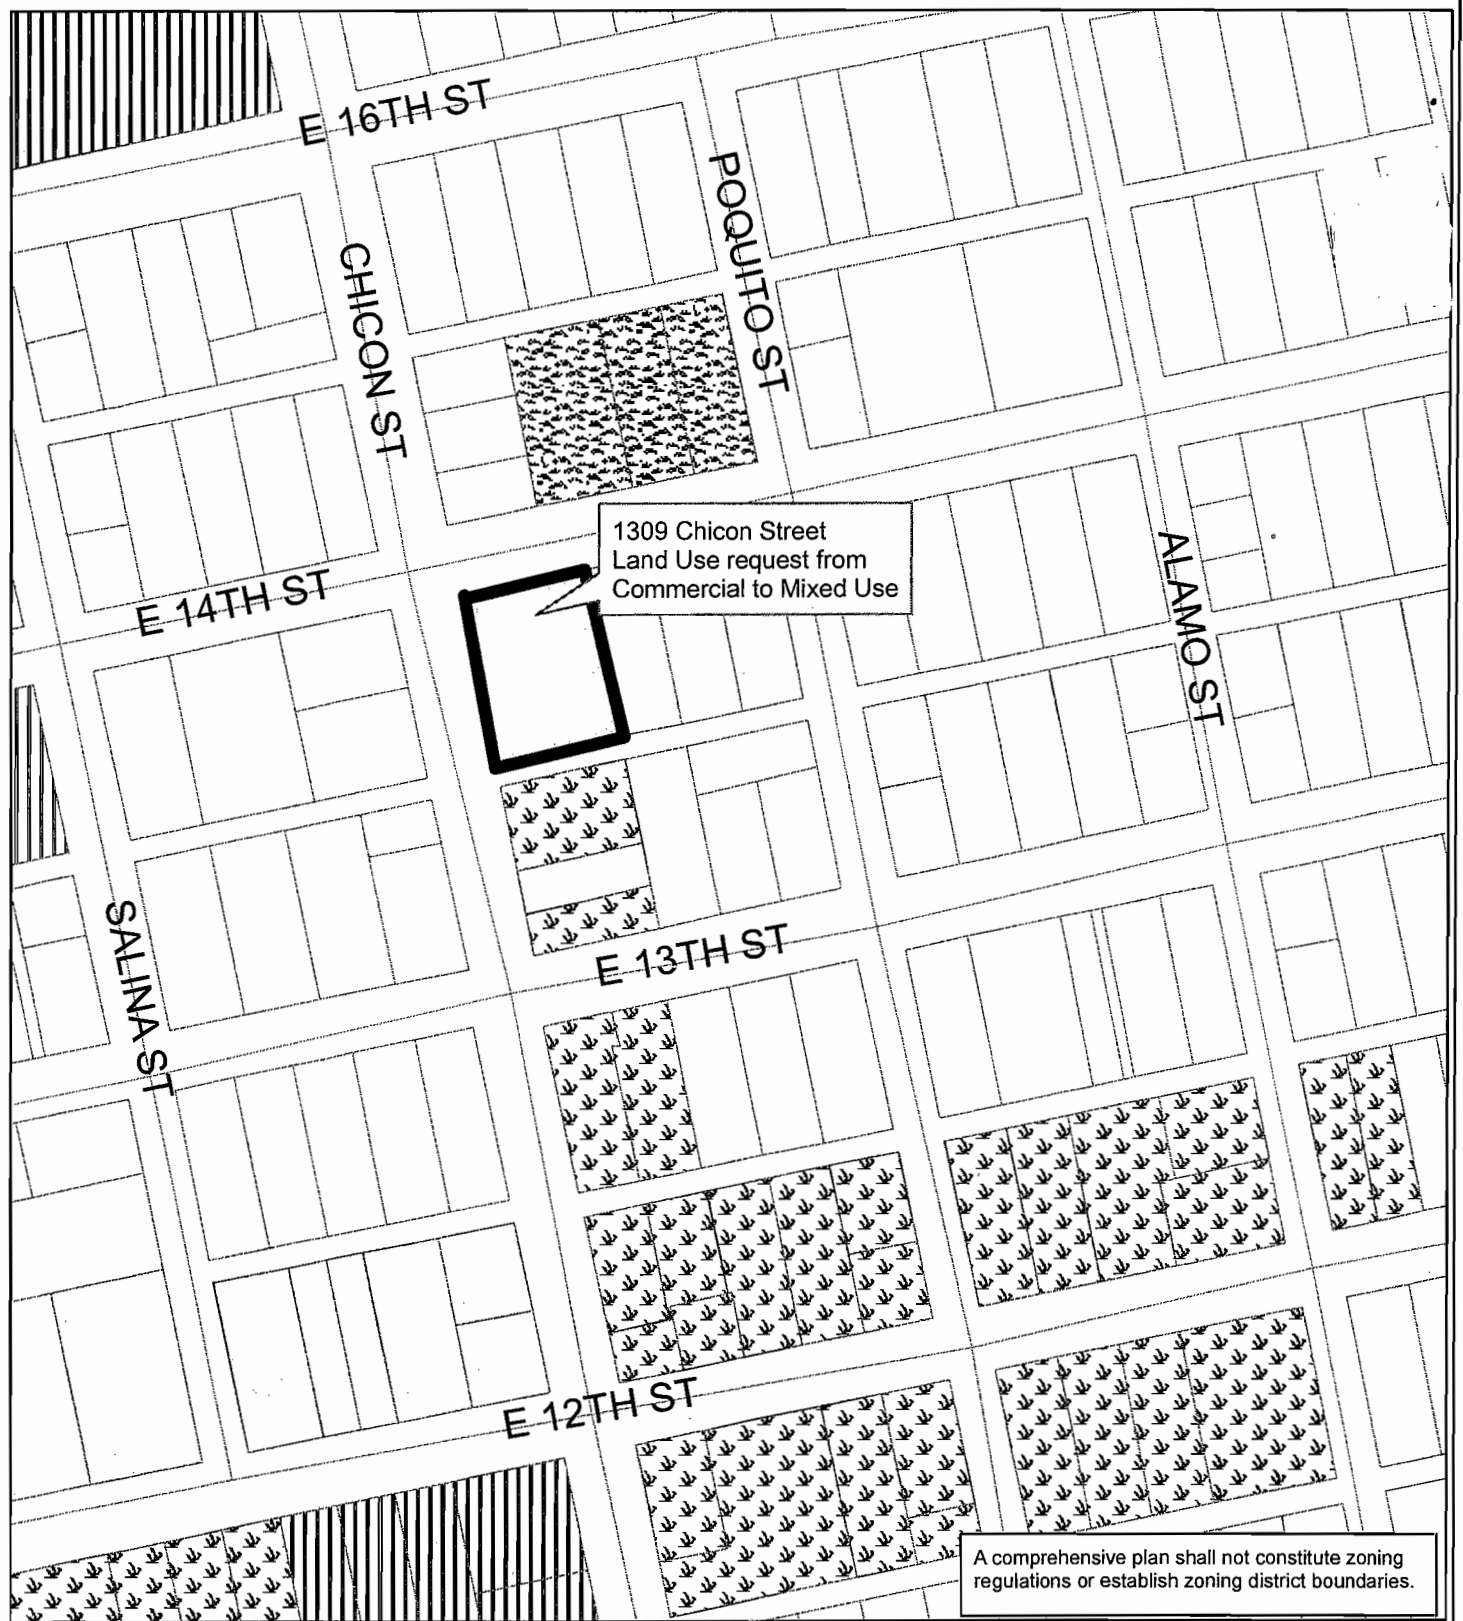 E 16TH ST
POQUITO ST
CHICON ST
1309 Chicon Street
Land Use request from
Commercial to Mixed Use
E 14TH ST
ALAMO ST
SALINA ST
E 13TH ST
E 12TH ST
A comprehensive plan shall not constitute zoning
regulations or establish zoning district boundaries.